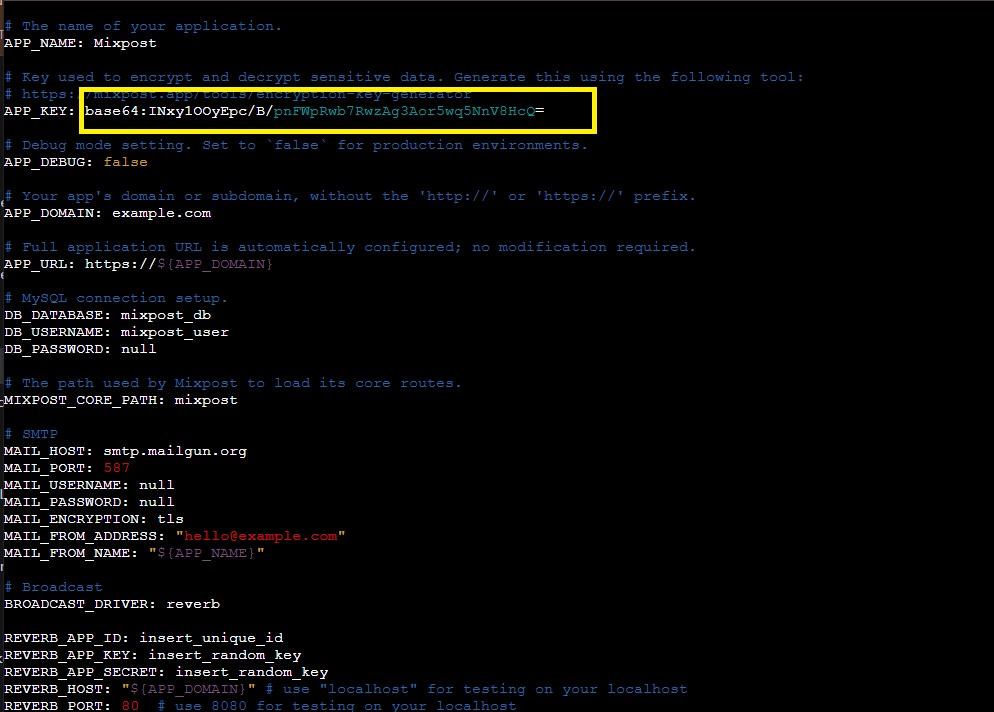 # The name of your application.
APP_NAME: Mixpost
# Key used to encrypt and decrypt sensitive data. Generate this using the following tool:
# https://mixpost.app/tools/encryption-key-generator
APP_KEY: base64:INxy1OOyEpc/B/pnFWpRwb7RwzAg3Aor5wq5NnV8HcQ=
# Debug mode setting. Set to `false` for production environments.
APP_DEBUG: false
# Your app's domain or subdomain, without the 'http://' or 'https://' prefix.
APP_DOMAIN: example.com
# Full application URL is automatically configured; no modification required.
APP_URL: https://${APP_DOMAIN}
# MySQL connection setup.
DB_DATABASE: mixpost_db
DB_USERNAME: mixpost_user
DB_PASSWORD: null
# The path used by Mixpost to load its core routes.
MIXPOST_CORE_PATH: mixpost
# SMTP
MAIL_HOST: smtp.mailgun.org
MAIL_PORT: 587
MAIL_USERNAME: null
MAIL_PASSWORD: null
MAIL_ENCRYPTION: tls
MAIL_FROM_ADDRESS: "hello@example.com"
MAIL_FROM_NAME: "${APP_NAME}"
# Broadcast
BROADCAST_DRIVER: reverb
REVERB_APP_ID: insert_unique_id
REVERB_APP_KEY: insert_random_key
REVERB_APP_SECRET: insert_random_key
REVERB_HOST: "${APP_DOMAIN}" # use "localhost" for testing on your localhost
REVERB_PORT: 80  # use 8080 for testing on your localhost